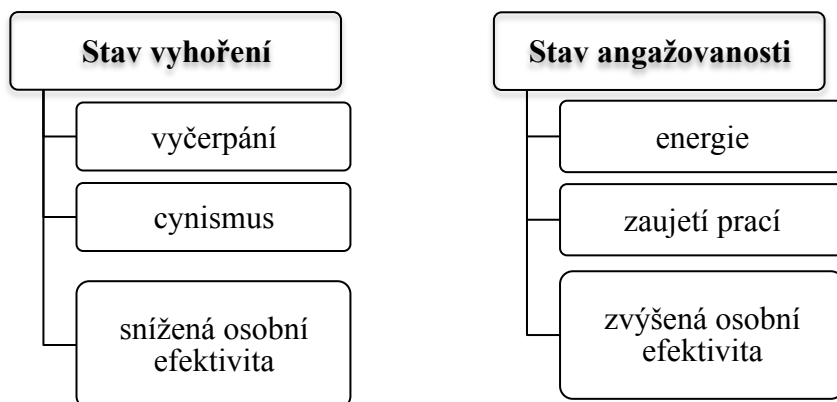 Stav vyhoření
vyčerpání
cynismus
snížená osobní
efektivita
Stav angažovanosti
energie
zaujetí prací
zvýšená osobní
efektivita